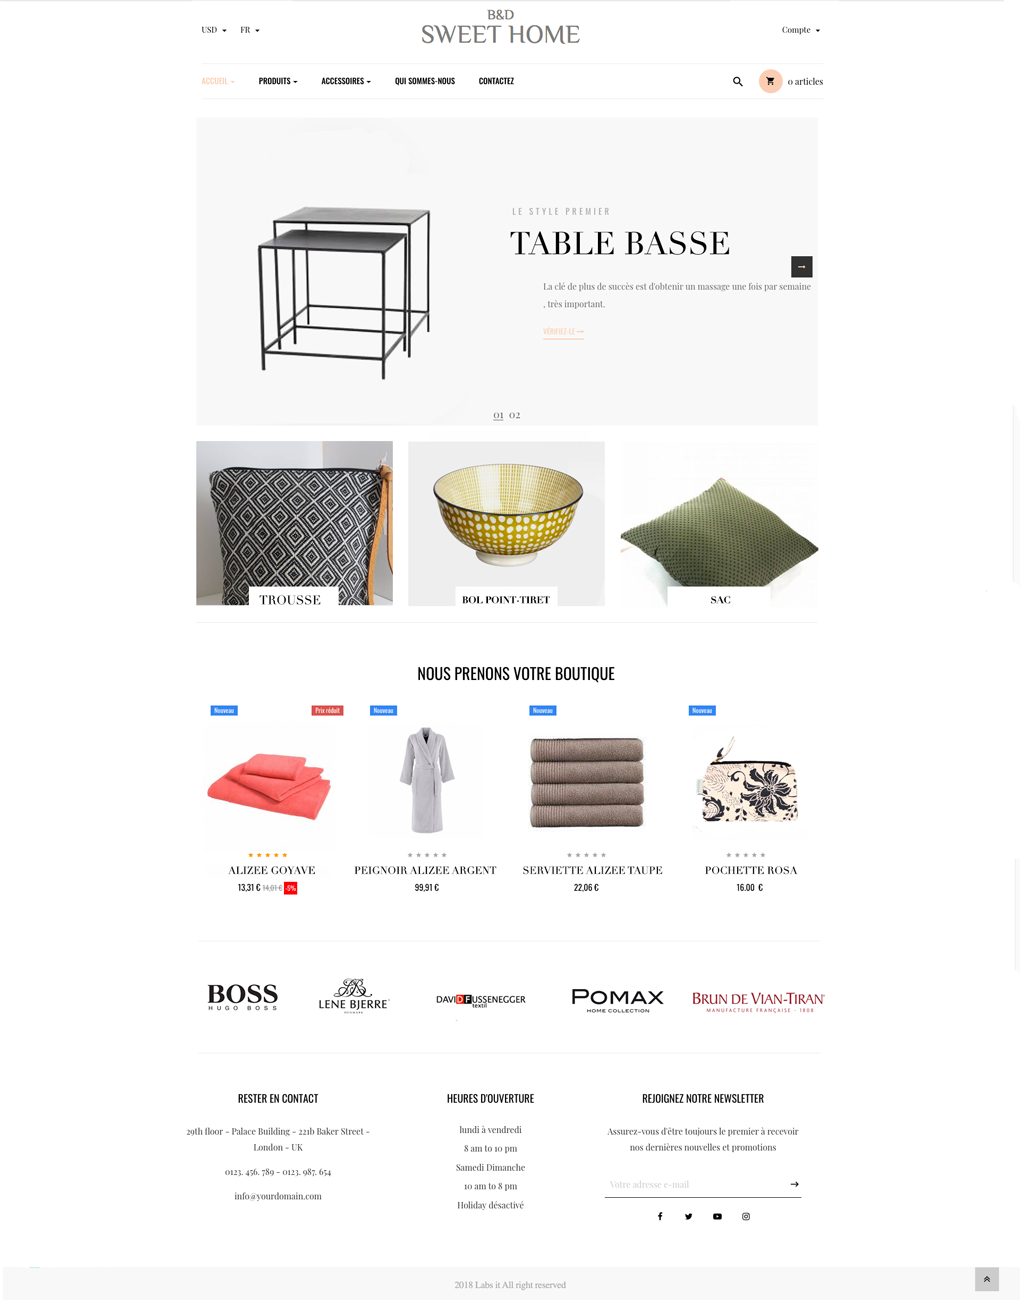 B&D
SWEET HOME
USD FR
Compte
ACCUEIL PRODUITS ACCESSOIRES QUI SOMMES-NOUS CONTACTEZ
0 articles
LE STYLE PREMIER
TABLE BASSE
La clé de plus de succès est d'obtenir un massage une fois par semaine
, très important.
VÉRIFIEZ-LE
01 02
TROUSSE
BOL POINT-TIRET
SAC
NOUS PRENONS VOTRE BOUTIQUE
Nouveau
Prix réduit
Nouveau
Nouveau
Nouveau
ALIZEE GOYAVE
13,31 € 14,01 € -5%
PEIGNOIR ALIZEE ARGENT
99,91 €
SERVIETTE ALIZEE TAUPE
22,06 €
POCHETTE ROSA
16.00 €
BOSS
HUGO BOSS
LENE BJERRE
DENMARK
DAVID FUSSENEGGER
textil
POMAX
HOME COLLECTION
BRUN DE VIAN-TIRAN
MANUFACTURE FRANÇAISE - 1808
RESTER EN CONTACT
29th floor - Palace Building - 221b Baker Street -
London - UK
0123. 456. 789 - 0123. 987. 654
info@yourdomain.com
HEURES D'OUVERTURE
lundi à vendredi
8 am to 10 pm
Samedi Dimanche
10 am to 8 pm
Holiday désactivé
REJOIGNEZ NOTRE NEWSLETTER
Assurez-vous d'être toujours le premier à recevoir
nos dernières nouvelles et promotions
Votre adresse e-mail
2018 Labs it All right reserved